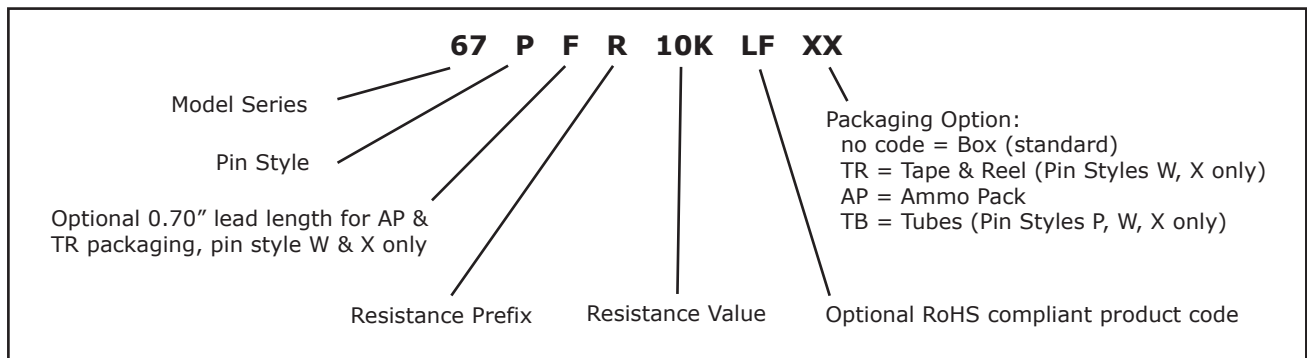 67 P F R 10K LF XX
Model Series
Pin Style
Optional 0.70″ lead length for AP &
TR packaging, pin style W & X only
Resistance Prefix
Resistance Value
Optional RoHS compliant product code
Packaging Option:
no code = Box (standard)
TR = Tape & Reel (Pin Styles W, X only)
AP = Ammo Pack
TB = Tubes (Pin Styles P, W, X only)